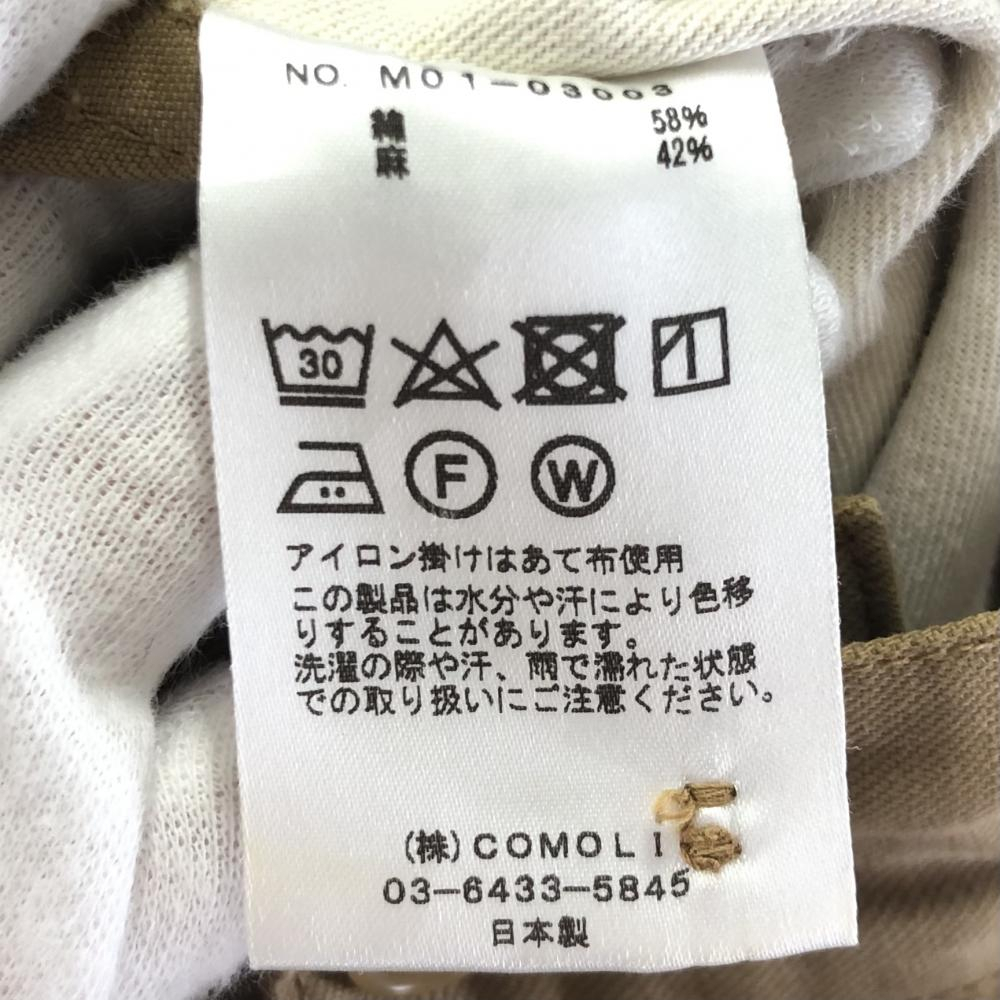 NO. M01-03003
綿 58%
麻 42%
30
F W
アイロン掛けはあて布使用
この製品は水分や汗により色移
りすることがあります。
洗濯の際や汗、雨で濡れた状態
での取り扱いにご注意ください。
(株)COMOLI
03-6433-5845
日本製